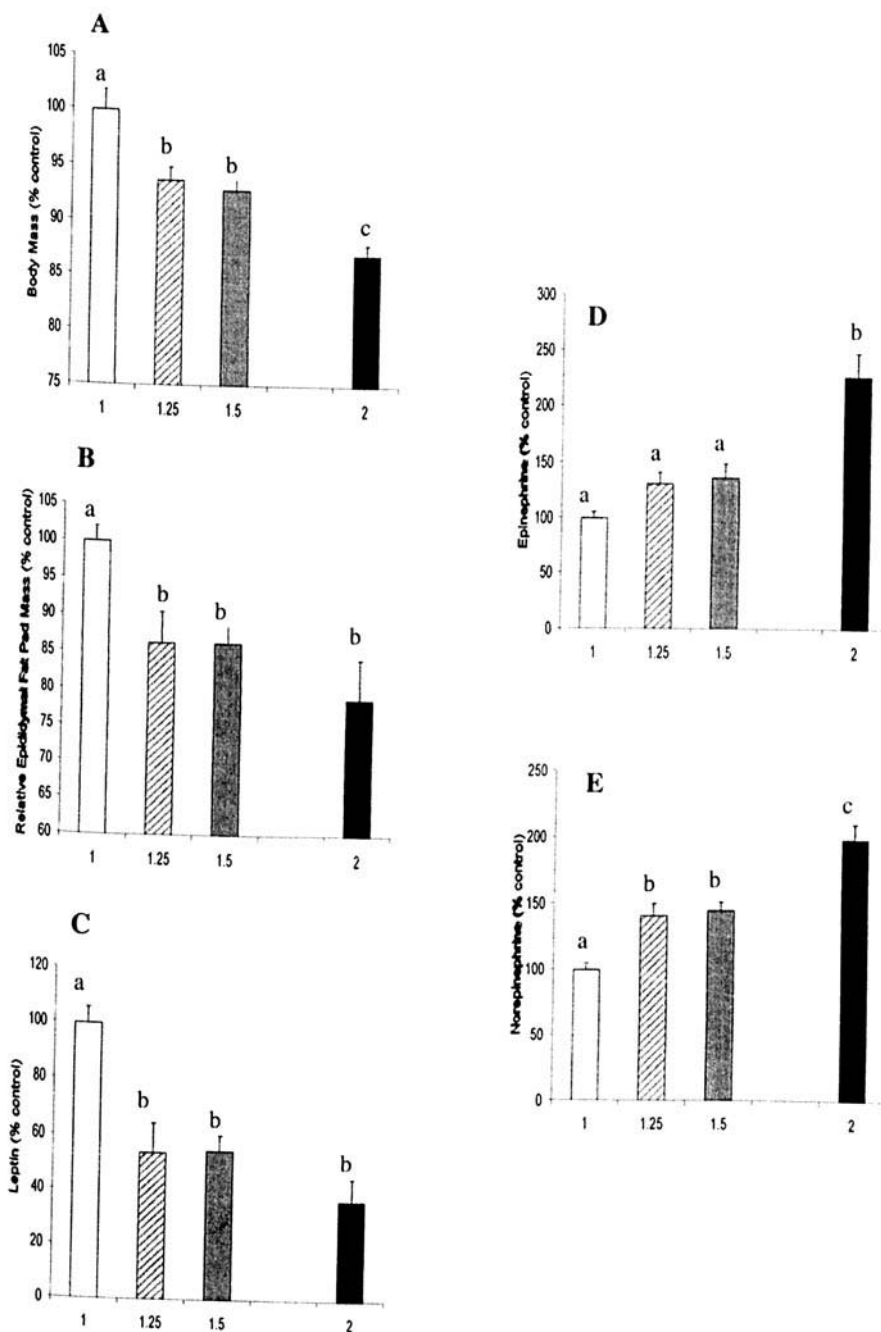 A
Body Mass (% control)
105
100
95
90
85
80
75
a
b
b
c
1 1.25 1.5 2
B
Relative Epididymal Fat Pad Mass (% control)
105
100
95
90
85
80
75
70
65
60
a
b
b
b
1 1.25 1.5 2
C
Leptin (% control)
120
100
80
60
40
20
0
a
b
b
b
1 1.25 1.5 2
D
Epinephrine (% control)
300
250
200
150
100
50
0
a
a
a
b
1 1.25 1.5 2
E
Norepinephrine (% control)
250
200
150
100
50
0
a
b
b
c
1 1.25 1.5 2